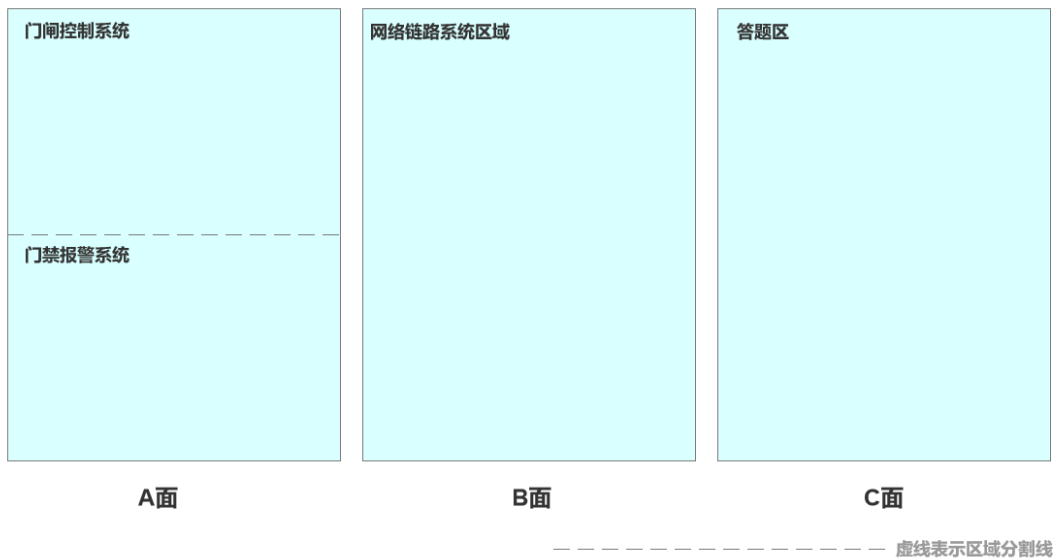 门闸控制系统
门禁报警系统
网络链路系统区域
答题区
A面
B面
C面
虚线表示区域分割线